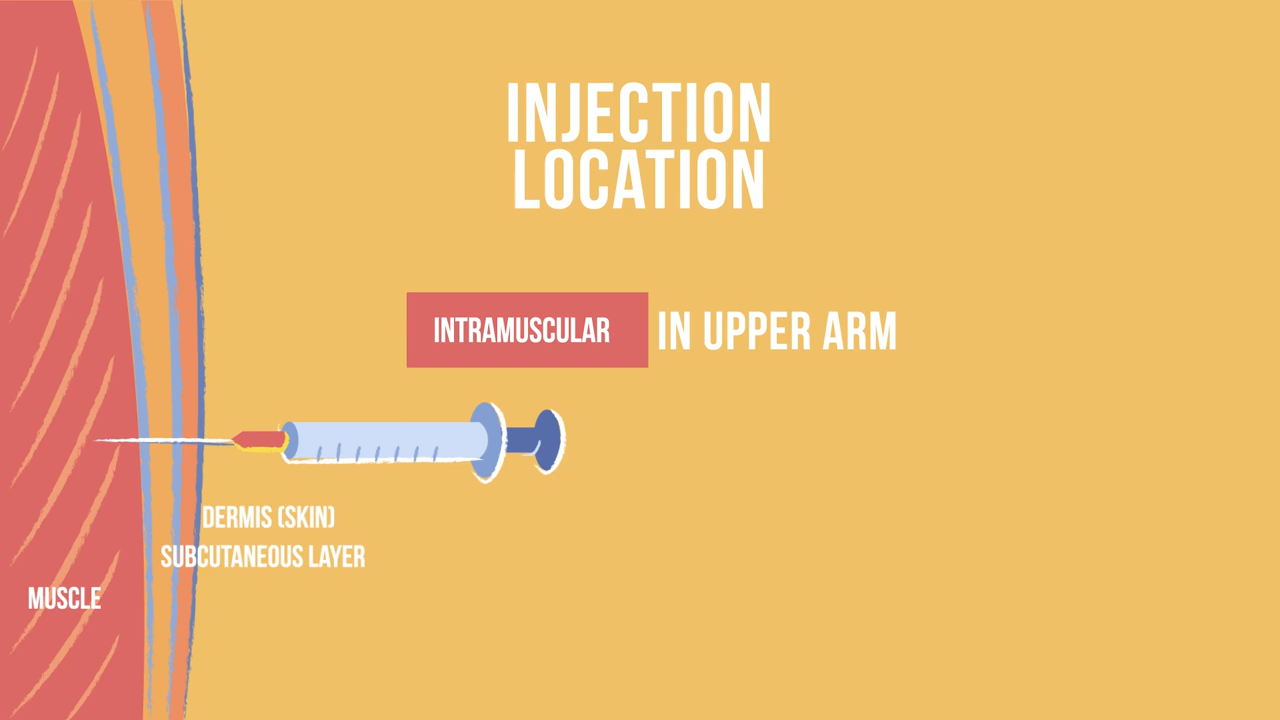 INJECTION
LOCATION
INTRAMUSCULAR IN UPPER ARM
DERMIS (SKIN)
SUBCUTANEOUS LAYER
MUSCLE